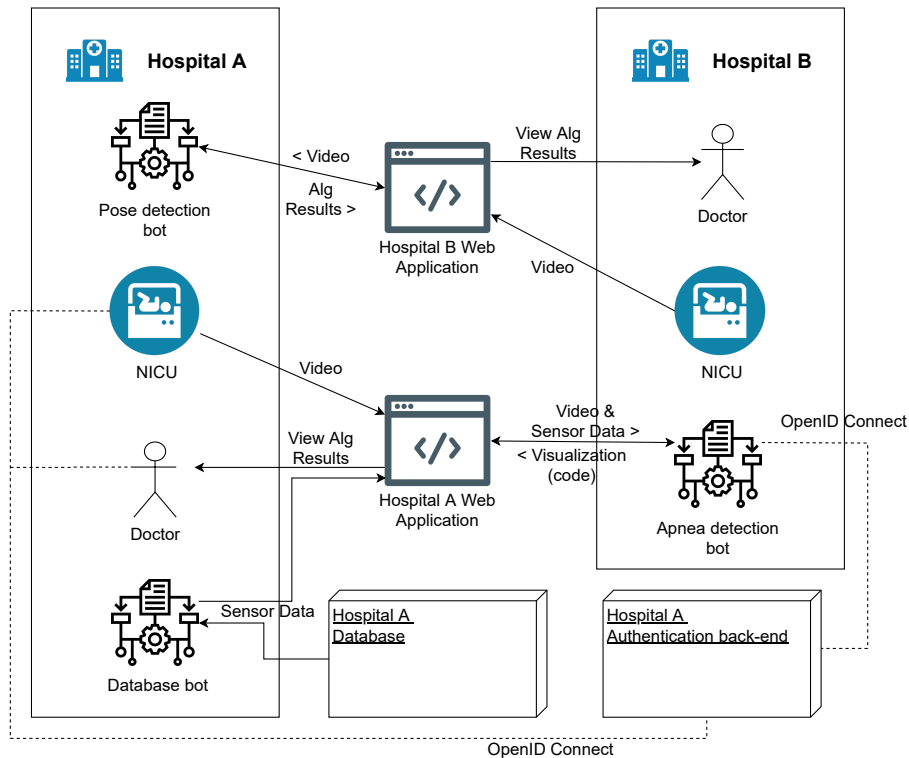 Hospital A
Hospital B
Pose detection
bot
< Video
Alg
Results >
Hospital B Web
Application
View Alg
Results
Doctor
Video
NICU
NICU
Video
View Alg
Results
Doctor
Hospital A Web
Application
Video &
Sensor Data >
< Visualization
(code)
OpenID Connect
Apnea detection
bot
Sensor Data
Database bot
Hospital A
Database
Hospital A
Authentication back-end
OpenID Connect